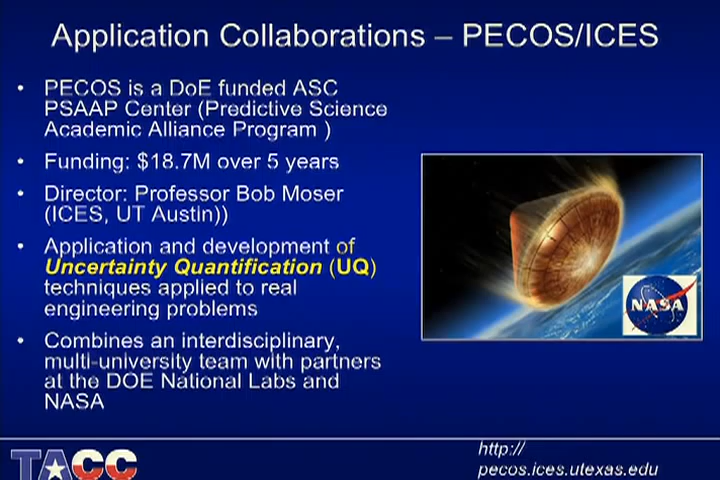 Application Collaborations – PECOS/ICES
• PECOS is a DoE funded ASC
PSAAP Center (Predictive Science
Academic Alliance Program )
• Funding: $18.7M over 5 years
• Director: Professor Bob Moser
(ICES, UT Austin))
• Application and development of
Uncertainty Quantification (UQ)
techniques applied to real
engineering problems
• Combines an interdisciplinary,
multi-university team with partners
at the DOE National Labs and
NASA
NASA
TACC
http://
pecos.ices.utexas.edu